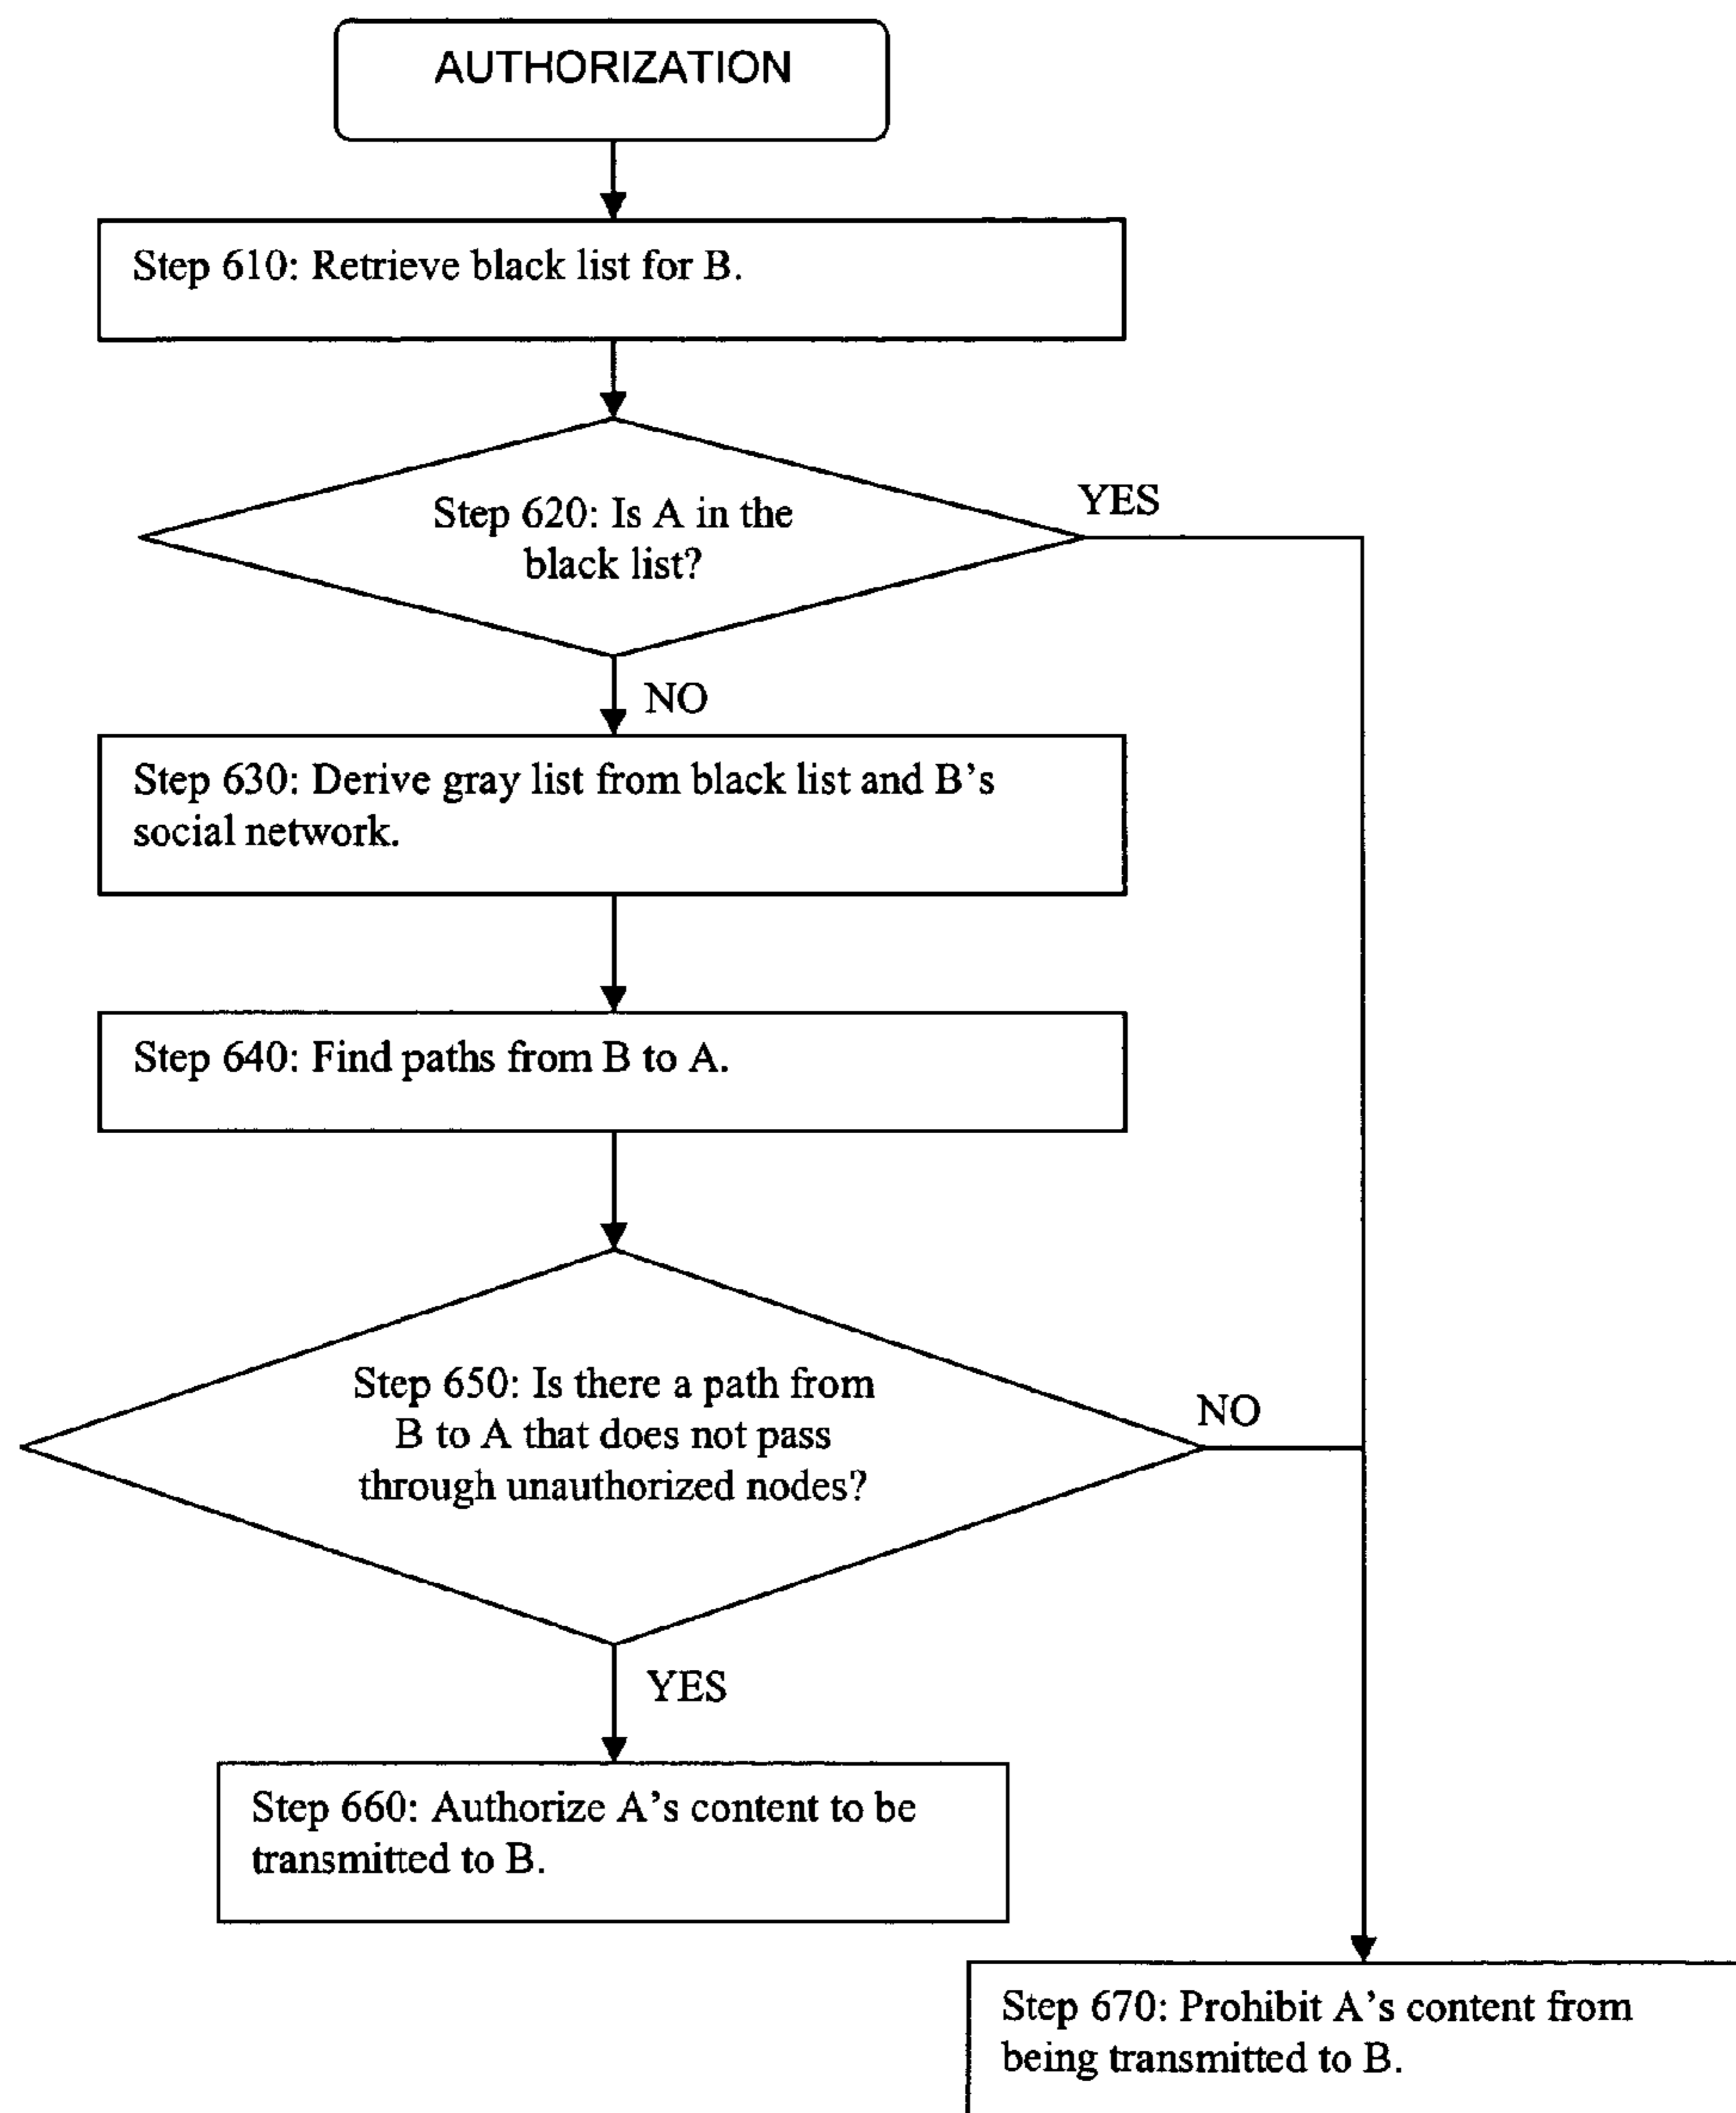 AUTHORIZATION
Step 610: Retrieve black list for B.
Step 620: Is A in the
black list?
YES
NO
Step 630: Derive gray list from black list and B’s
social network.
Step 640: Find paths from B to A.
Step 650: Is there a path from
B to A that does not pass
through unauthorized nodes?
NO
YES
Step 660: Authorize A’s content to be
transmitted to B.
Step 670: Prohibit A’s content from
being transmitted to B.